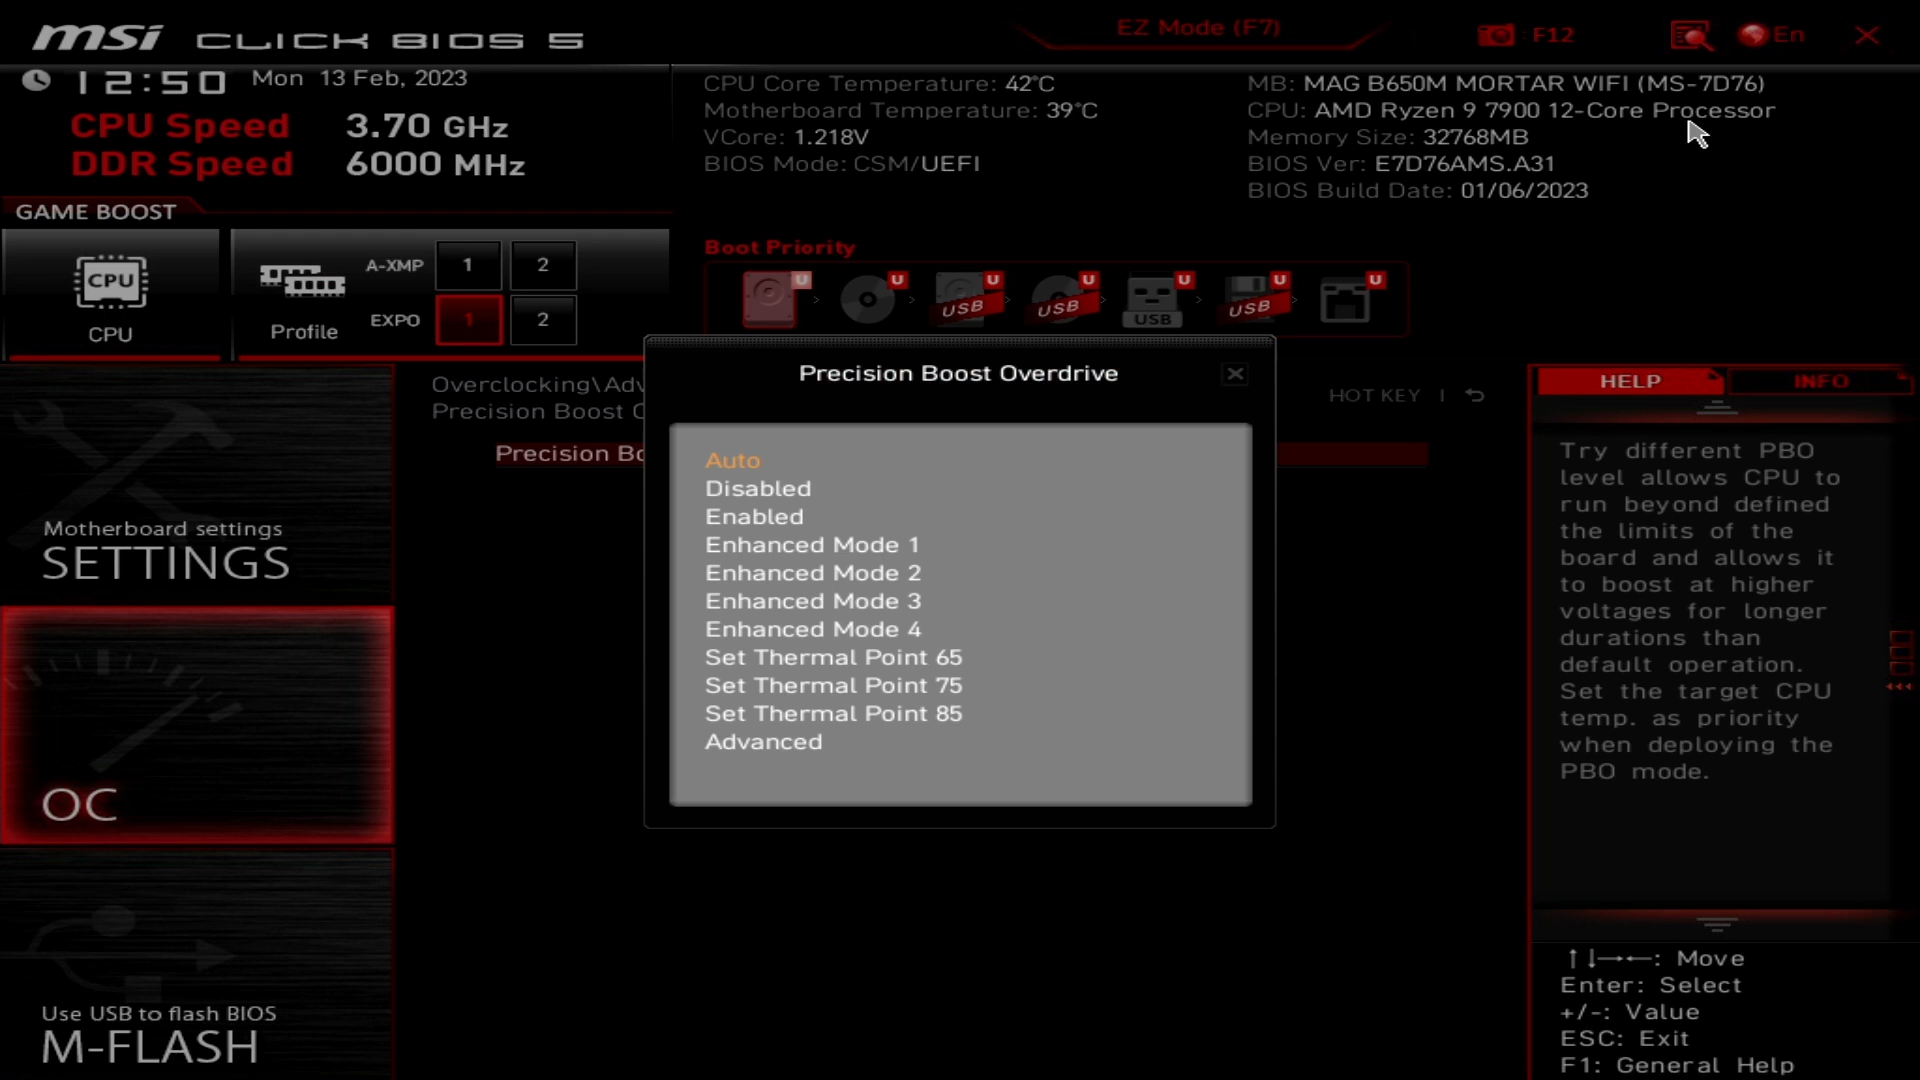 msi CLICK BIOS 5
EZ Mode (F7)
: F12
En
12:50 Mon 13 Feb, 2023
CPU Speed 3.70 GHz
DDR Speed 6000 MHz
CPU Core Temperature: 42°C
Motherboard Temperature: 39°C
VCore: 1.218V
BIOS Mode: CSM/UEFI
MB: MAG B650M MORTAR WIFI (MS-7D76)
CPU: AMD Ryzen 9 7900 12-Core Processor
Memory Size: 32768MB
BIOS Ver: E7D76AMS.A31
BIOS Build Date: 01/06/2023
GAME BOOST
CPU
CPU
Profile
A-XMP 1 2
EXPO 1 2
Boot Priority
U U U U U U U
USB USB USB USB
Motherboard settings
SETTINGS
OC
Use USB to flash BIOS
M-FLASH
Overclocking\Adv
Precision Boost O
HOT KEY |
Precision Bo
Precision Boost Overdrive
Auto
Disabled
Enabled
Enhanced Mode 1
Enhanced Mode 2
Enhanced Mode 3
Enhanced Mode 4
Set Thermal Point 65
Set Thermal Point 75
Set Thermal Point 85
Advanced
HELP
INFO
Try different PBO
level allows CPU to
run beyond defined
the limits of the
board and allows it
to boost at higher
voltages for longer
durations than
default operation.
Set the target CPU
temp. as priority
when deploying the
PBO mode.
↑↓→←: Move
Enter: Select
+/-: Value
ESC: Exit
F1: General Help